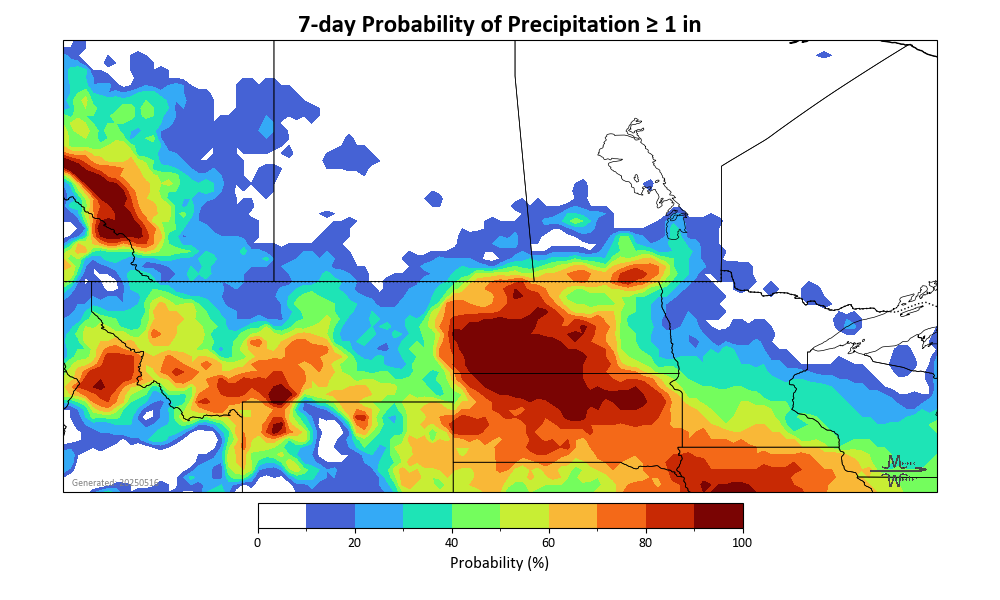 7-day Probability of Precipitation ≥ 1 in
Generated: 20250516
0 20 40 60 80 100
Probability (%)